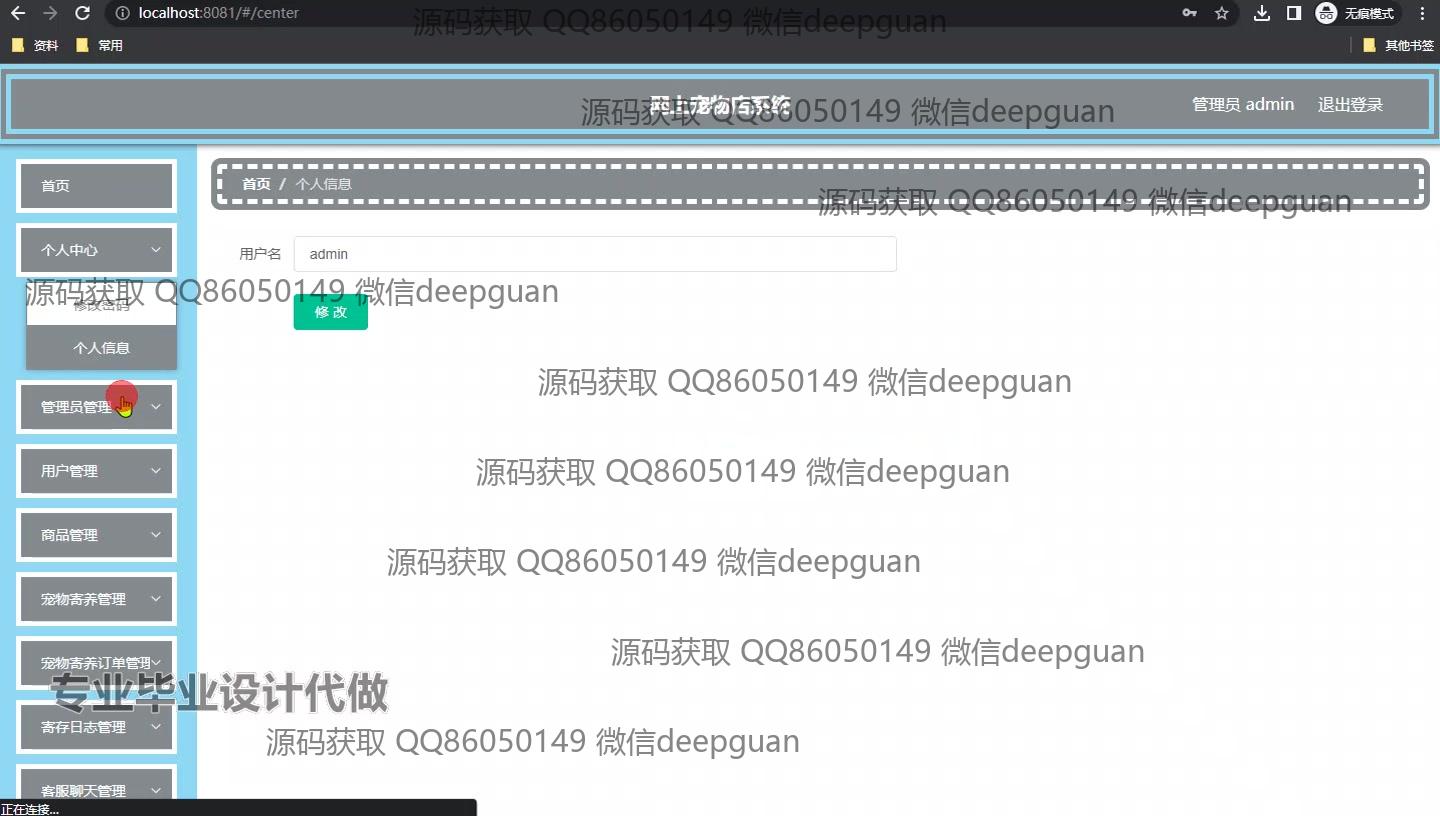 localhost:8081/#/center
无痕模式
源码获取 QQ86050149 微信deepguan
资料
常用
其他书签
网上宠物店系统
管理员 admin
退出登录
源码获取 QQ86050149 微信deepguan
首页
首页 / 个人信息
源码获取 QQ86050149 微信deepguan
个人中心
用户名
admin
源码获取 QQ86050149 微信deepguan
修改密码
修 改
个人信息
源码获取 QQ86050149 微信deepguan
管理员管理
用户管理
源码获取 QQ86050149 微信deepguan
商品管理
源码获取 QQ86050149 微信deepguan
宠物寄养管理
源码获取 QQ86050149 微信deepguan
宠物寄养订单管理
专业毕业设计代做
寄存日志管理
源码获取 QQ86050149 微信deepguan
客服聊天管理
正在连接...